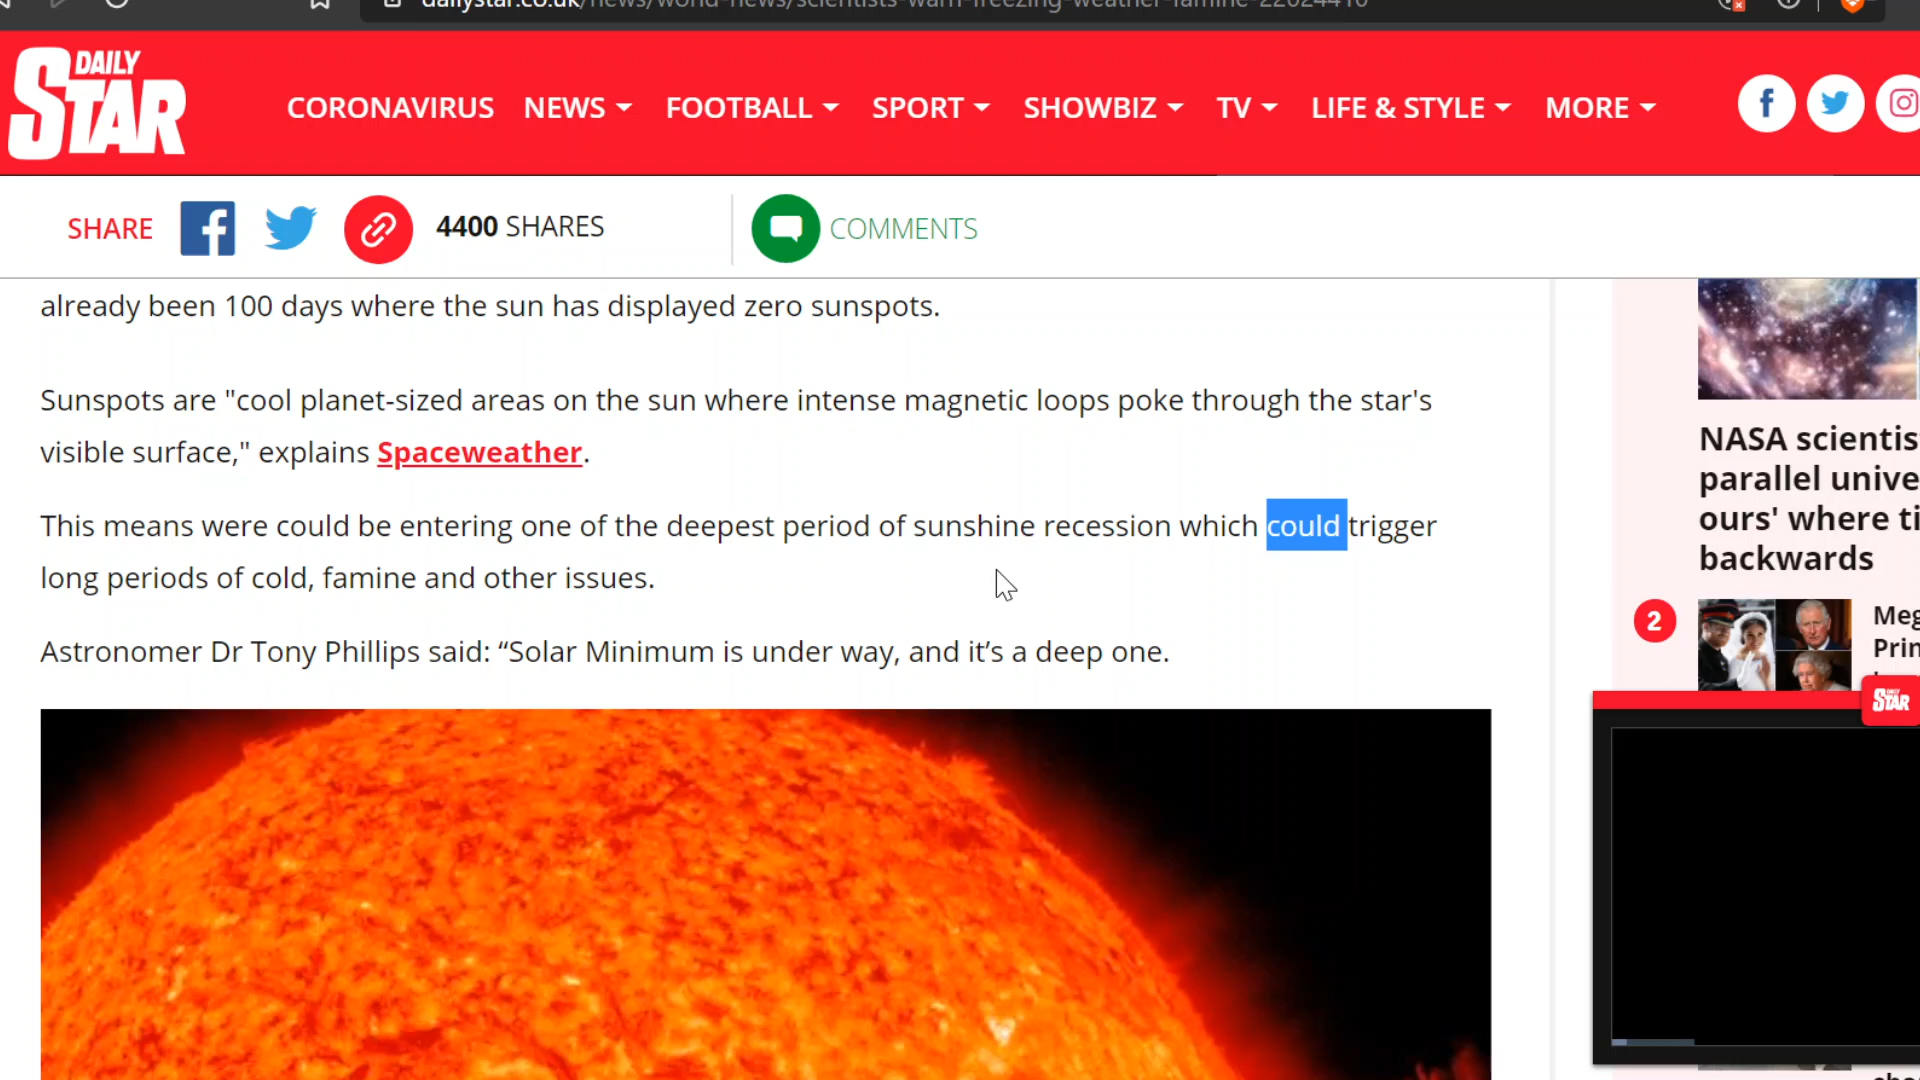 dailystar.co.uk/news/world-news/scientists-warn-freezing-weather-famine-22024410
DAILY
STAR
CORONAVIRUS NEWS FOOTBALL SPORT SHOWBIZ TV LIFE & STYLE MORE
SHARE 4400 SHARES COMMENTS
already been 100 days where the sun has displayed zero sunspots.
Sunspots are "cool planet-sized areas on the sun where intense magnetic loops poke through the star's
visible surface," explains Spaceweather.
This means were could be entering one of the deepest period of sunshine recession which could trigger
long periods of cold, famine and other issues.
Astronomer Dr Tony Phillips said: “Solar Minimum is under way, and it’s a deep one.
NASA scientis
parallel unive
ours' where ti
backwards
2
Meg
Prin
DAILY
STAR